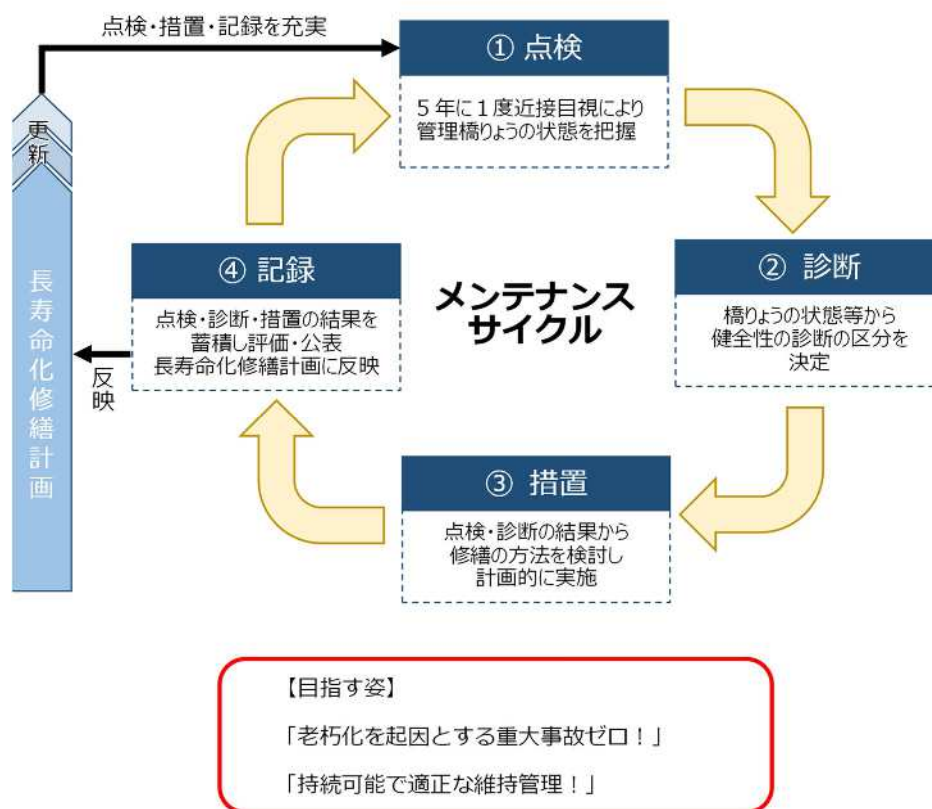 点検・措置・記録を充実
① 点検
5年に1度近接目視により
管理橋りょうの状態を把握
更新
長寿命化修繕計画
④ 記録
点検・診断・措置の結果を
蓄積し評価・公表
長寿命化修繕計画に反映
反映
メンテナンス
サイクル
② 診断
橋りょうの状態等から
健全性の診断の区分を
決定
③ 措置
点検・診断の結果から
修繕の方法を検討し
計画的に実施
【目指す姿】
「老朽化を起因とする重大事故ゼロ！」
「持続可能で適正な維持管理！」